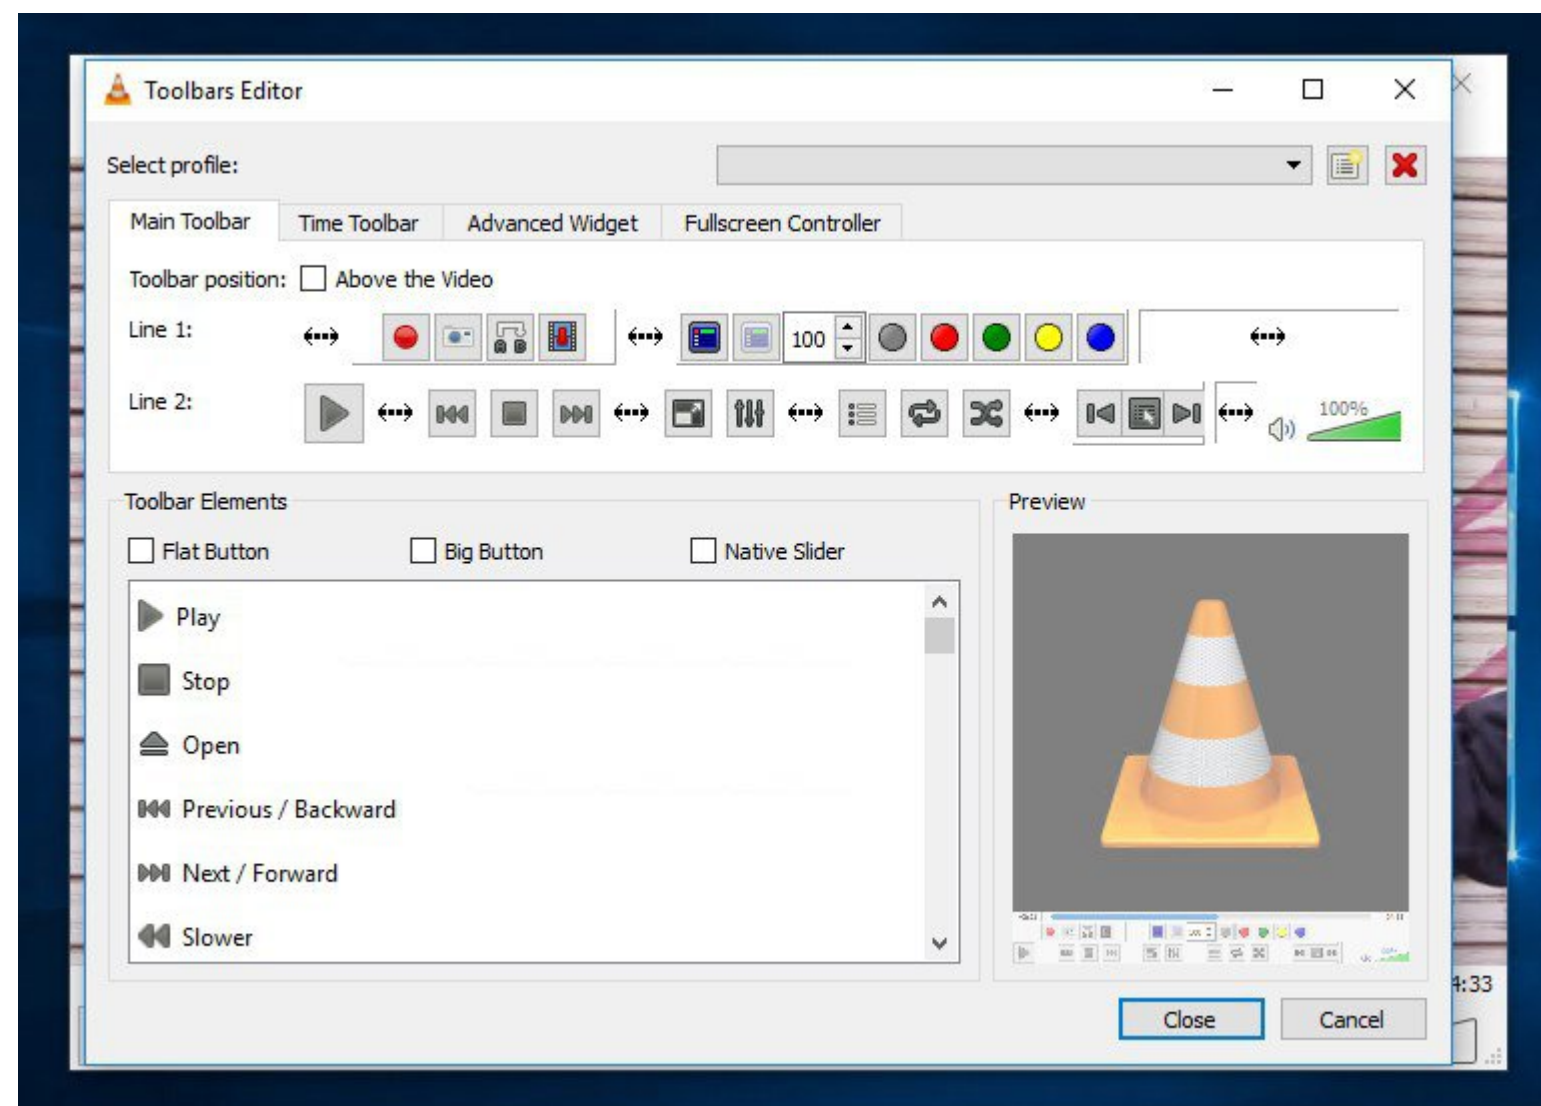 Toolbars Editor
Select profile:
Main Toolbar Time Toolbar Advanced Widget Fullscreen Controller
Toolbar position: Above the Video
Line 1:
100
Line 2:
100%
Toolbar Elements
Preview
Flat Button Big Button Native Slider
Play
Stop
Open
Previous / Backward
Next / Forward
Slower
4:33
Close Cancel